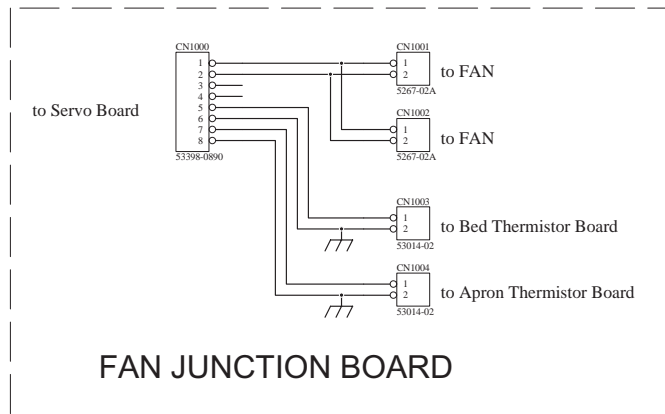 CN1000
1
2
3
4
5
6
7
8
53398-0890
to Servo Board
CN1001
1
2
5267-02A
to FAN
CN1002
1
2
5267-02A
to FAN
CN1003
1
2
53014-02
to Bed Thermistor Board
CN1004
1
2
53014-02
to Apron Thermistor Board
FAN JUNCTION BOARD